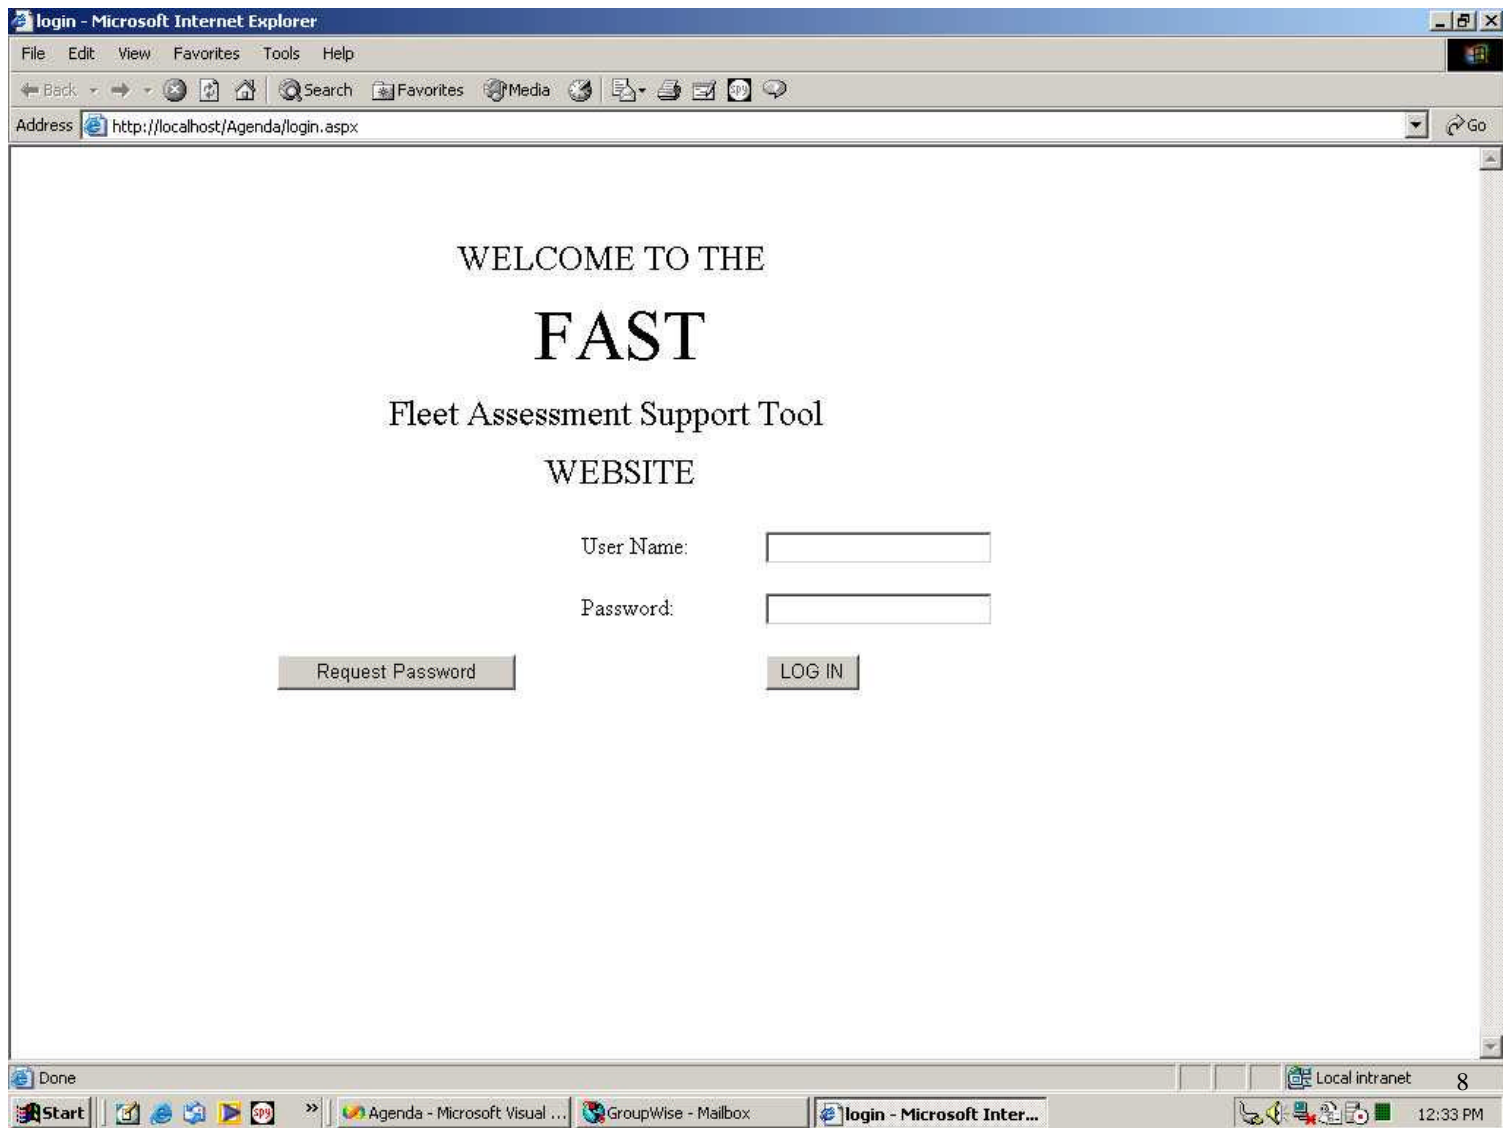 login - Microsoft Internet Explorer
File Edit View Favorites Tools Help
Back Search Favorites Media SPY
Address http://localhost/Agenda/login.aspx Go
WELCOME TO THE
FAST
Fleet Assessment Support Tool
WEBSITE
User Name:
Password:
Request Password LOG IN
Done Local intranet 8
Start SPY » Agenda - Microsoft Visual ... GroupWise - Mailbox login - Microsoft Inter... 12:33 PM